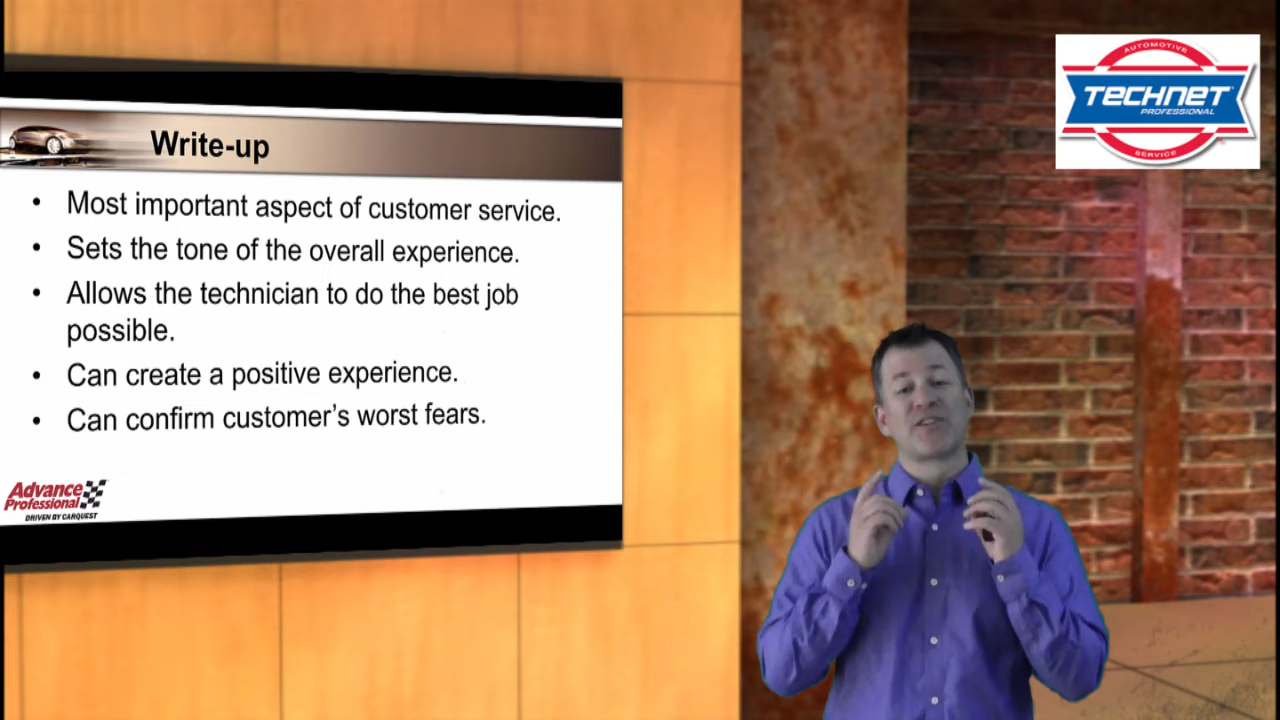 AUTOMOTIVE
TECHNET
PROFESSIONAL
SERVICE
Write-up
• Most important aspect of customer service.
• Sets the tone of the overall experience.
• Allows the technician to do the best job
possible.
• Can create a positive experience.
• Can confirm customer's worst fears.
Advance
Professional
DRIVEN BY CARQUEST